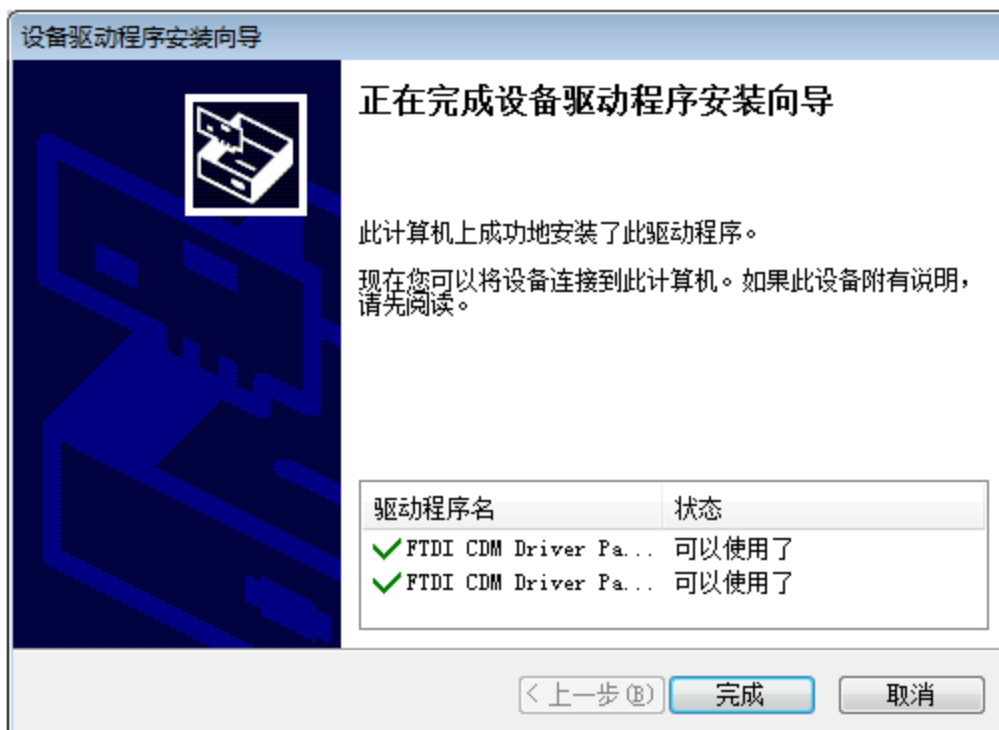 设备驱动程序安装向导
正在完成设备驱动程序安装向导
此计算机上成功地安装了此驱动程序。
现在您可以将设备连接到此计算机。如果此设备附有说明,
请先阅读。
驱动程序名 状态
FTDI CDM Driver Pa... 可以使用了
FTDI CDM Driver Pa... 可以使用了
< 上一步(B) 完成 取消